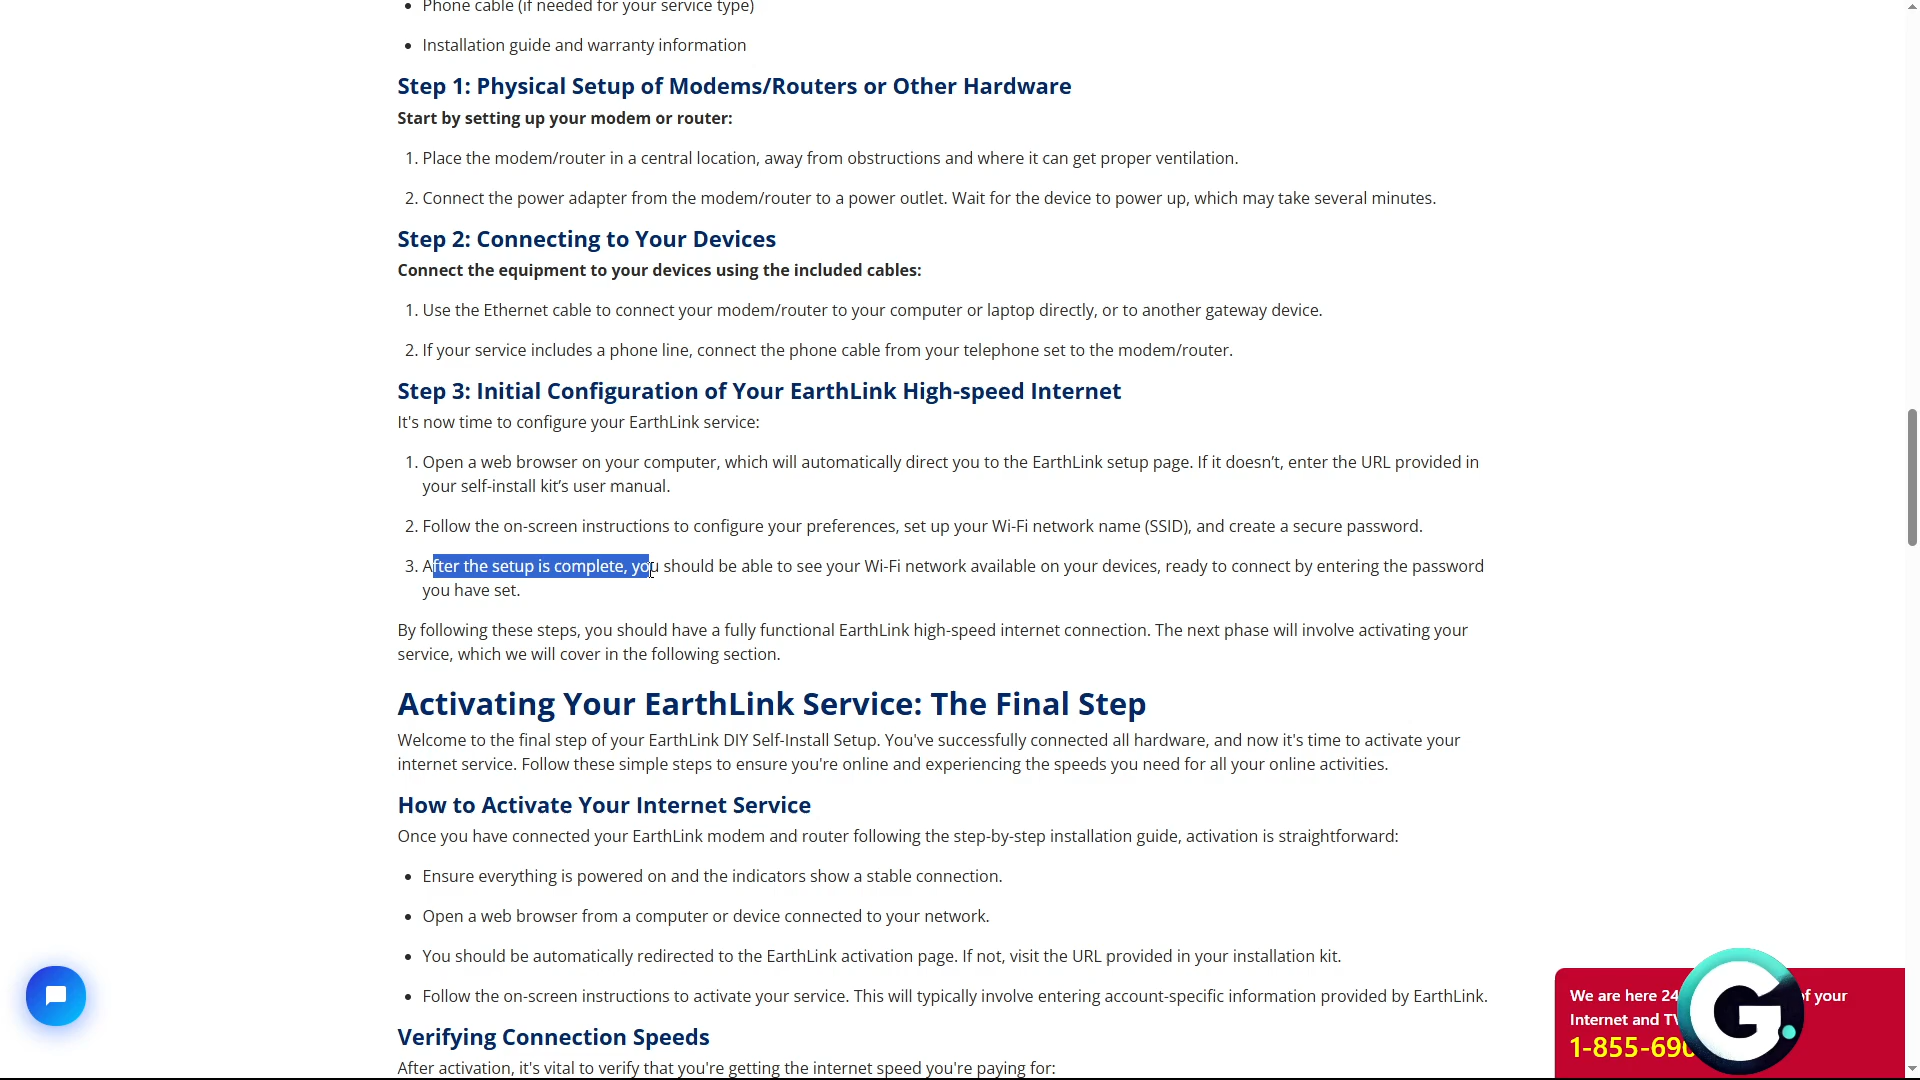 • Phone cable (if needed for your service type)
• Installation guide and warranty information
Step 1: Physical Setup of Modems/Routers or Other Hardware
Start by setting up your modem or router:
1. Place the modem/router in a central location, away from obstructions and where it can get proper ventilation.
2. Connect the power adapter from the modem/router to a power outlet. Wait for the device to power up, which may take several minutes.
Step 2: Connecting to Your Devices
Connect the equipment to your devices using the included cables:
1. Use the Ethernet cable to connect your modem/router to your computer or laptop directly, or to another gateway device.
2. If your service includes a phone line, connect the phone cable from your telephone set to the modem/router.
Step 3: Initial Configuration of Your EarthLink High-speed Internet
It's now time to configure your EarthLink service:
1. Open a web browser on your computer, which will automatically direct you to the EarthLink setup page. If it doesn’t, enter the URL provided in
your self-install kit’s user manual.
2. Follow the on-screen instructions to configure your preferences, set up your Wi-Fi network name (SSID), and create a secure password.
3. After the setup is complete, you should be able to see your Wi-Fi network available on your devices, ready to connect by entering the password
you have set.
By following these steps, you should have a fully functional EarthLink high-speed internet connection. The next phase will involve activating your
service, which we will cover in the following section.
Activating Your EarthLink Service: The Final Step
Welcome to the final step of your EarthLink DIY Self-Install Setup. You've successfully connected all hardware, and now it's time to activate your
internet service. Follow these simple steps to ensure you're online and experiencing the speeds you need for all your online activities.
How to Activate Your Internet Service
Once you have connected your EarthLink modem and router following the step-by-step installation guide, activation is straightforward:
• Ensure everything is powered on and the indicators show a stable connection.
• Open a web browser from a computer or device connected to your network.
• You should be automatically redirected to the EarthLink activation page. If not, visit the URL provided in your installation kit.
• Follow the on-screen instructions to activate your service. This will typically involve entering account-specific information provided by EarthLink.
Verifying Connection Speeds
After activation, it's vital to verify that you're getting the internet speed you're paying for:
We are here 24 of your
Internet and TV
1-855-690
G